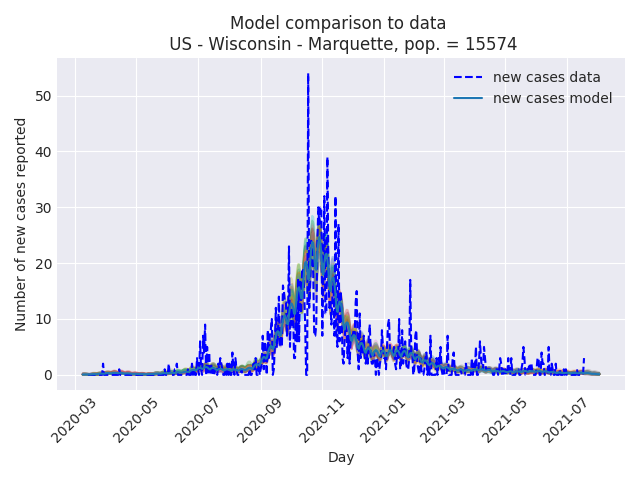 Model comparison to data
US - Wisconsin - Marquette, pop. = 15574
new cases data
new cases model
Number of new cases reported
50
40
30
20
10
0
2020-03
2020-05
2020-07
2020-09
2020-11
2021-01
2021-03
2021-05
2021-07
Day